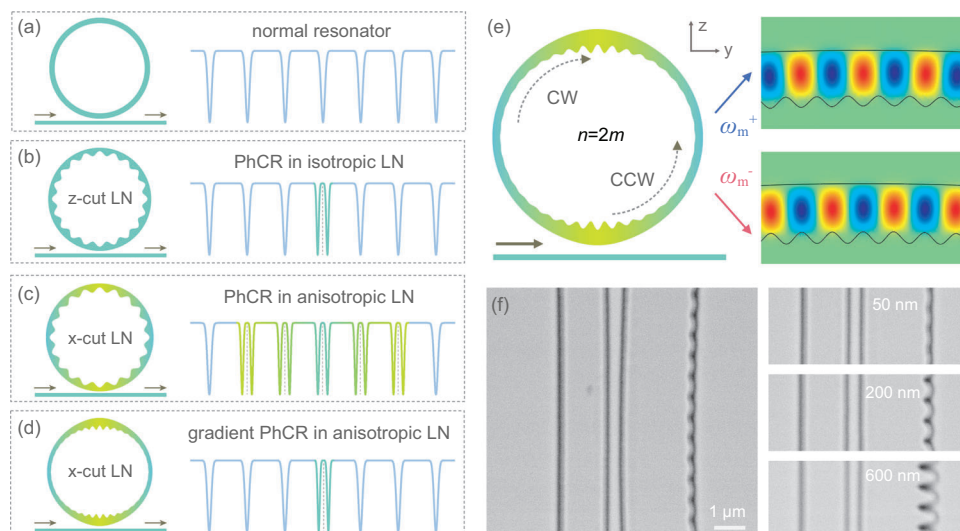 (a)
normal resonator
(b)
PhCR in isotropic LN
z-cut LN
(c)
PhCR in anisotropic LN
x-cut LN
(d)
gradient PhCR in anisotropic LN
x-cut LN
(e)
z
y
CW
n=2m
CCW
ωm+
ωm-
(f)
1 µm
50 nm
200 nm
600 nm